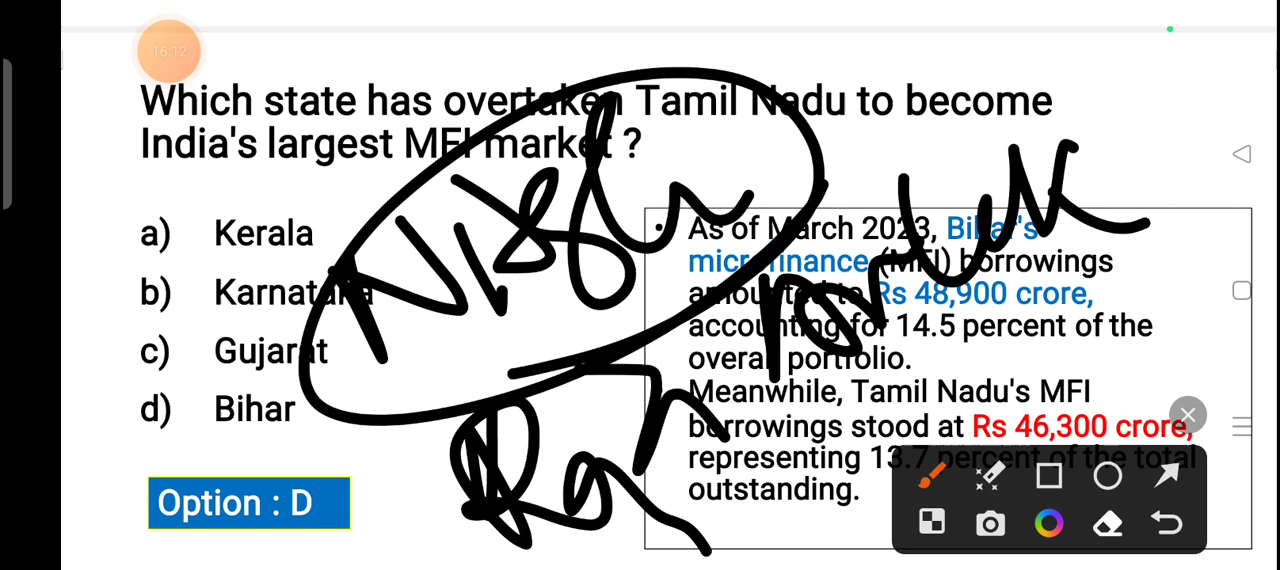 16:12
Which state has overtaken Tamil Nadu to become
India's largest MFI market ?
a) Kerala
b) Karnataka
c) Gujarat
d) Bihar
Option : D
• As of March 2023, Bihar's
microfinance (MFI) borrowings
amounted to Rs 48,900 crore,
accounting for 14.5 percent of the
overall portfolio.
Meanwhile, Tamil Nadu's MFI
borrowings stood at Rs 46,300 crore,
representing 13.7 percent of the total
outstanding.